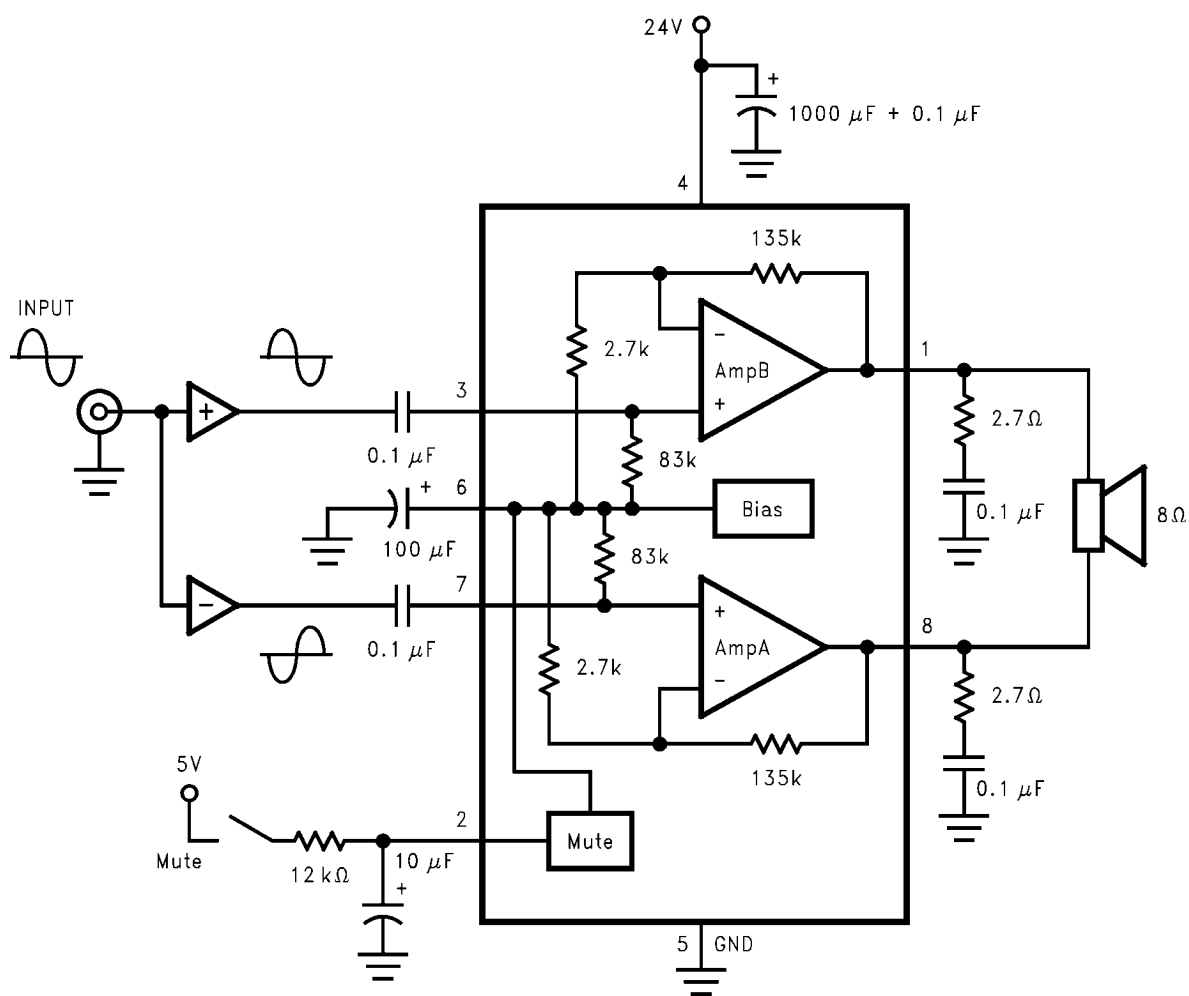 24V
+
1000 μF + 0.1 μF
4
135k
INPUT
2.7k
−
AmpB
+
1
+
3
0.1 μF
83k
2.7Ω
6
+
Bias
0.1 μF
8Ω
100 μF
83k
7
−
+
8
0.1 μF
AmpA
2.7k
−
2.7Ω
135k
0.1 μF
5V
2
Mute
10 μF
Mute
12 kΩ
+
5 GND